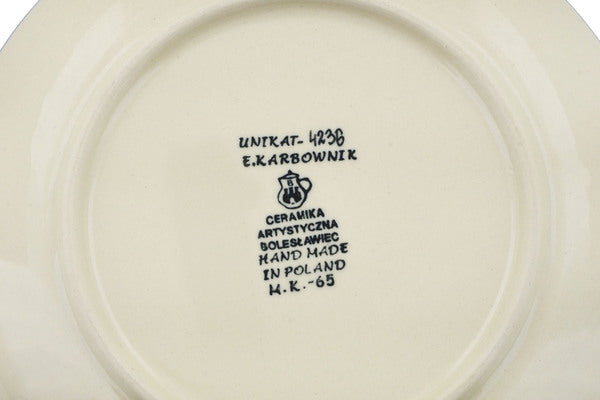 UNIKAT-4236
E.KARBOWNIK
B
CERAMIKA
ARTYSTYCZNA
BOLESŁAWIEC
HAND MADE
IN POLAND
M.K.-65